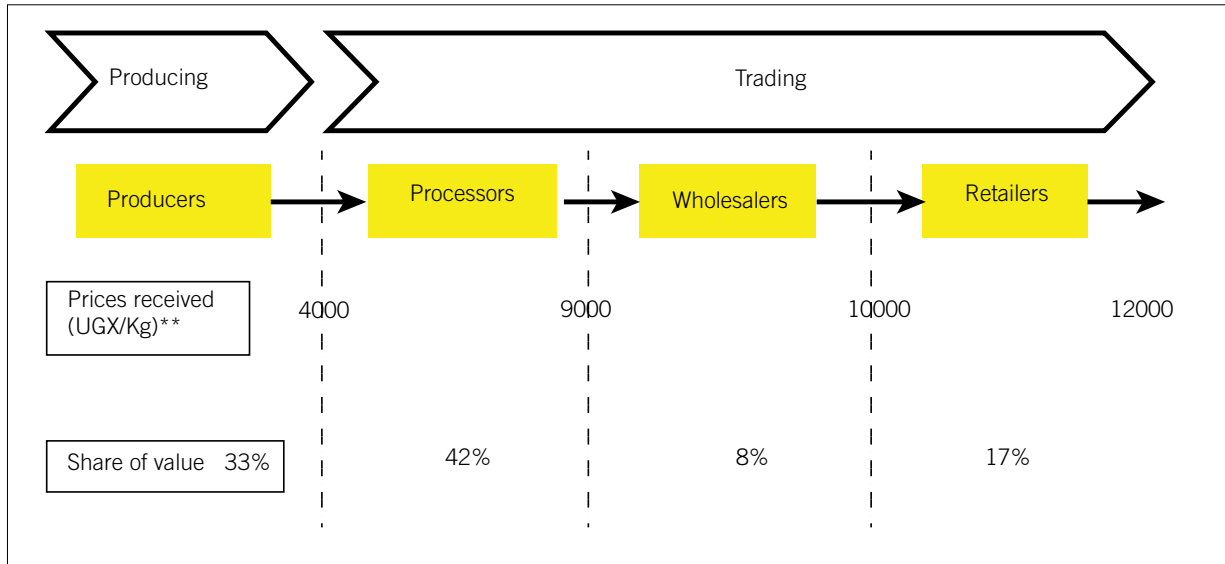 Producing
Trading
Producers
Processors
Wholesalers
Retailers
Prices received
(UGX/Kg)**
4000
9000
10000
12000
Share of value 33%
42%
8%
17%